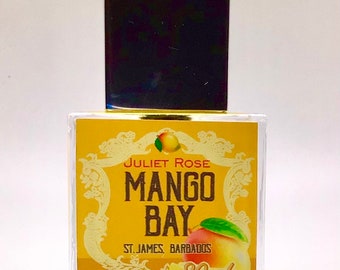 JULIET ROSE
MANGO
BAY
ST. JAMES, BARBADOS